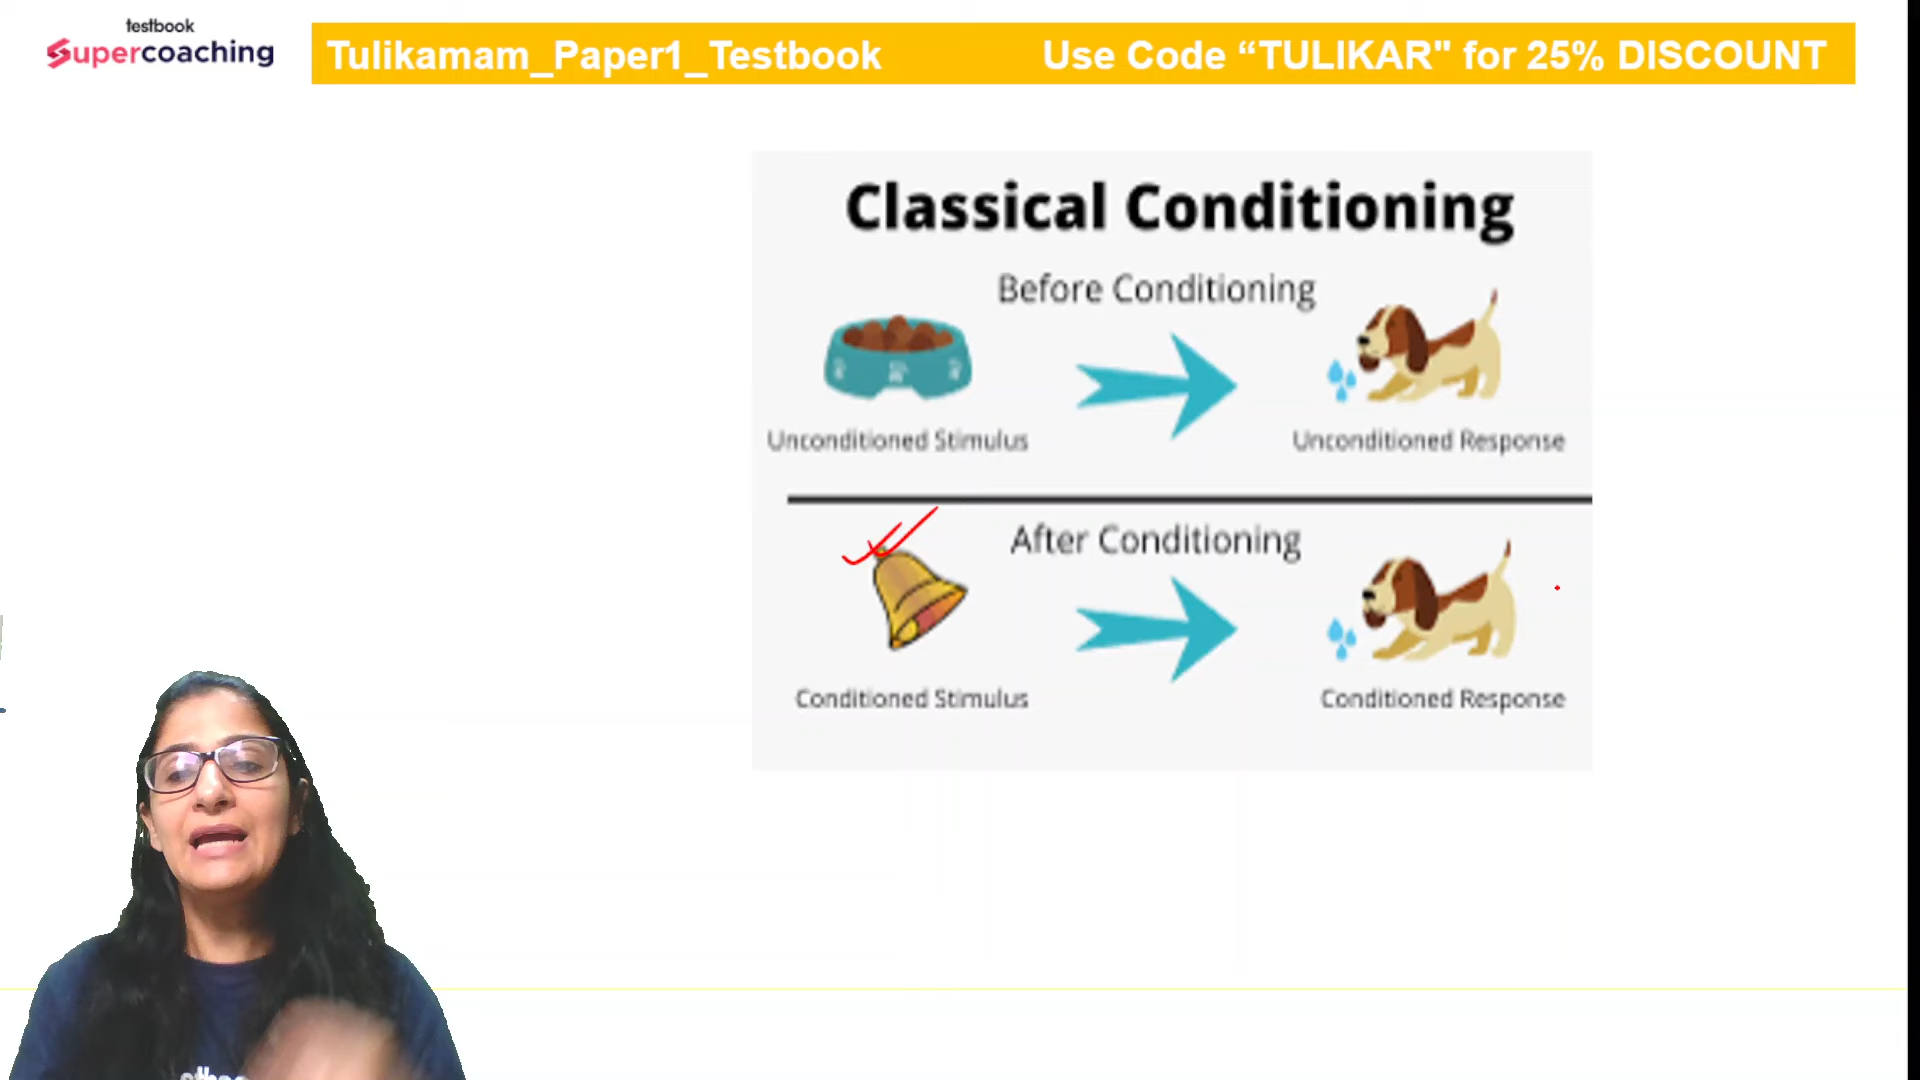 testbook
Supercoaching
Tulikamam_Paper1_Testbook
Use Code “TULIKAR" for 25% DISCOUNT
Classical Conditioning
Before Conditioning
Unconditioned Stimulus
Unconditioned Response
After Conditioning
Conditioned Stimulus
Conditioned Response